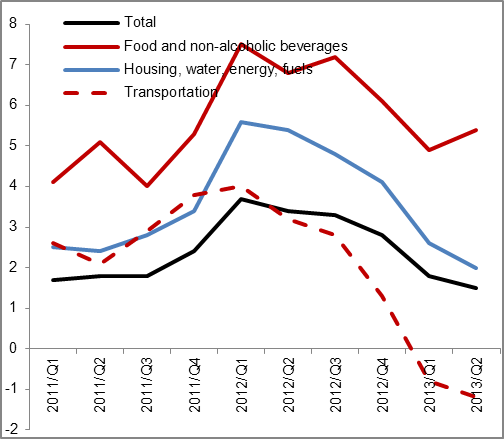 8
7
6
5
4
3
2
1
0
-1
-2
Total
Food and non-alcoholic beverages
Housing, water, energy, fuels
Transportation
2011/Q1
2011/Q2
2011/Q3
2011/Q4
2012/Q1
2012/Q2
2012/Q3
2012/Q4
2013/Q1
2013/Q2